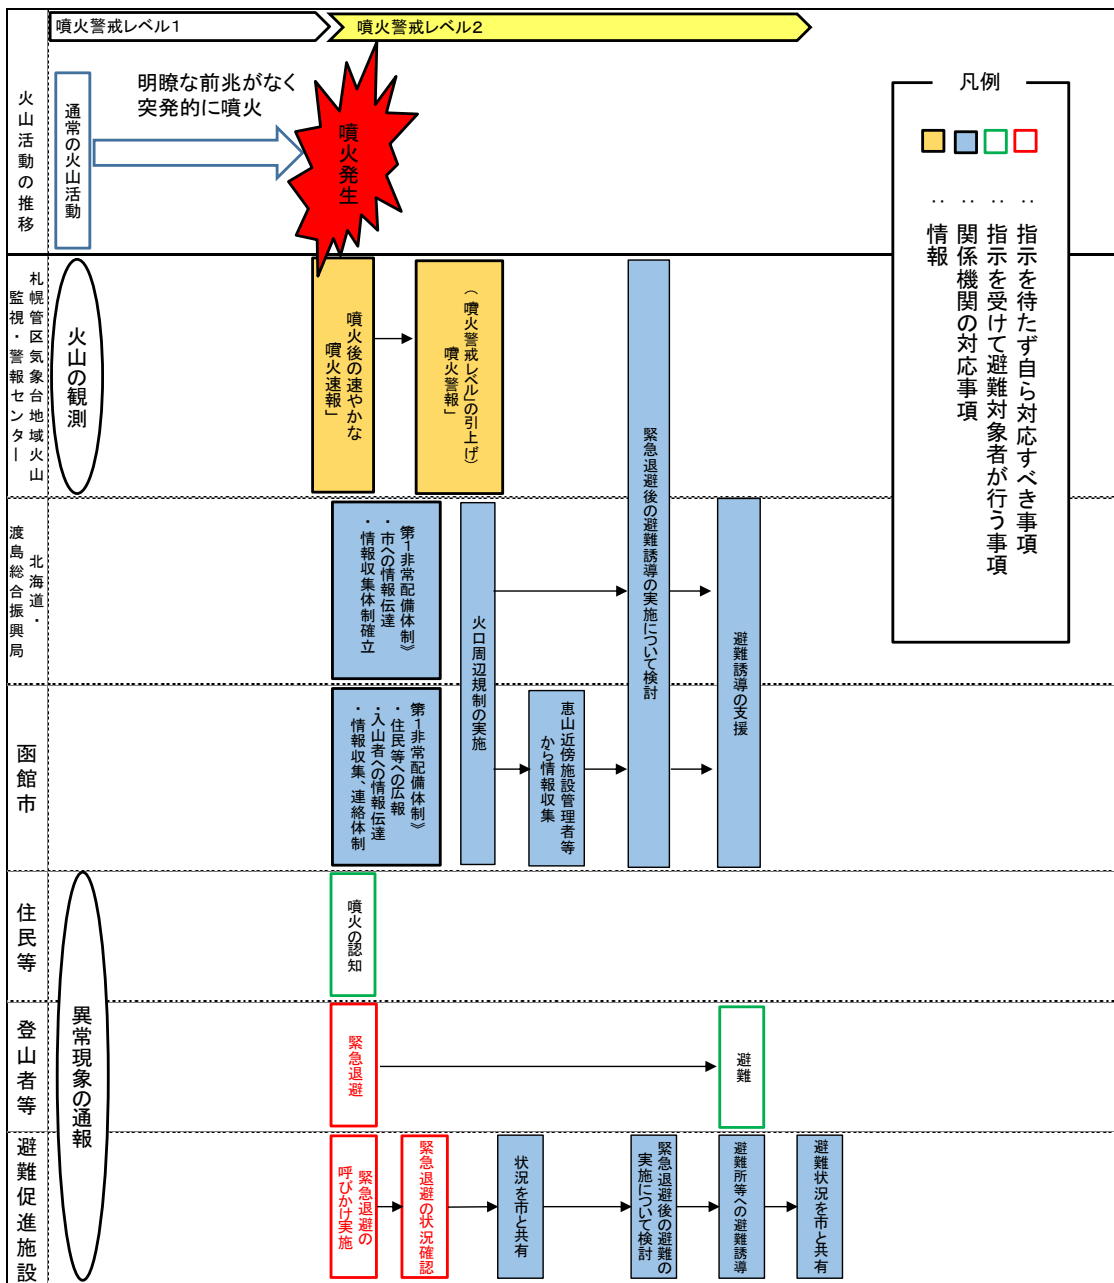 噴火警戒レベル１
噴火警戒レベル２
火山活動の推移
通常の火山活動
明瞭な前兆がなく
突発的に噴火
噴火発生
凡例
：指示を待たず自ら対応すべき事項
：指示を受けて避難対象者が行う事項
：関係機関の対応事項
：情報
札幌管区気象台地域火山
監視・警報センター
火山の観測
噴火後の速やかな
噴火速報」
（噴火警戒レベル」の引上げ）
噴火警報」
北海道・
渡島総合振興局
第１非常配備体制》
・市への情報伝達
・情報収集体制確立
火口周辺規制の実施
緊急退避後の避難誘導の実施について検討
避難誘導の支援
函館市
第１非常配備体制》
・住民等への広報
・入山者への情報伝達
・情報収集、連絡体制
恵山近傍施設管理者等
から情報収集
住民等
噴火の認知
異常現象の通報
登山者等
緊急退避
避難
避難促進施設
緊急退避の
呼びかけ実施
緊急退避の状況確認
状況を市と共有
緊急退避後の避難の
実施について検討
避難所等への避難誘導
避難状況を市と共有